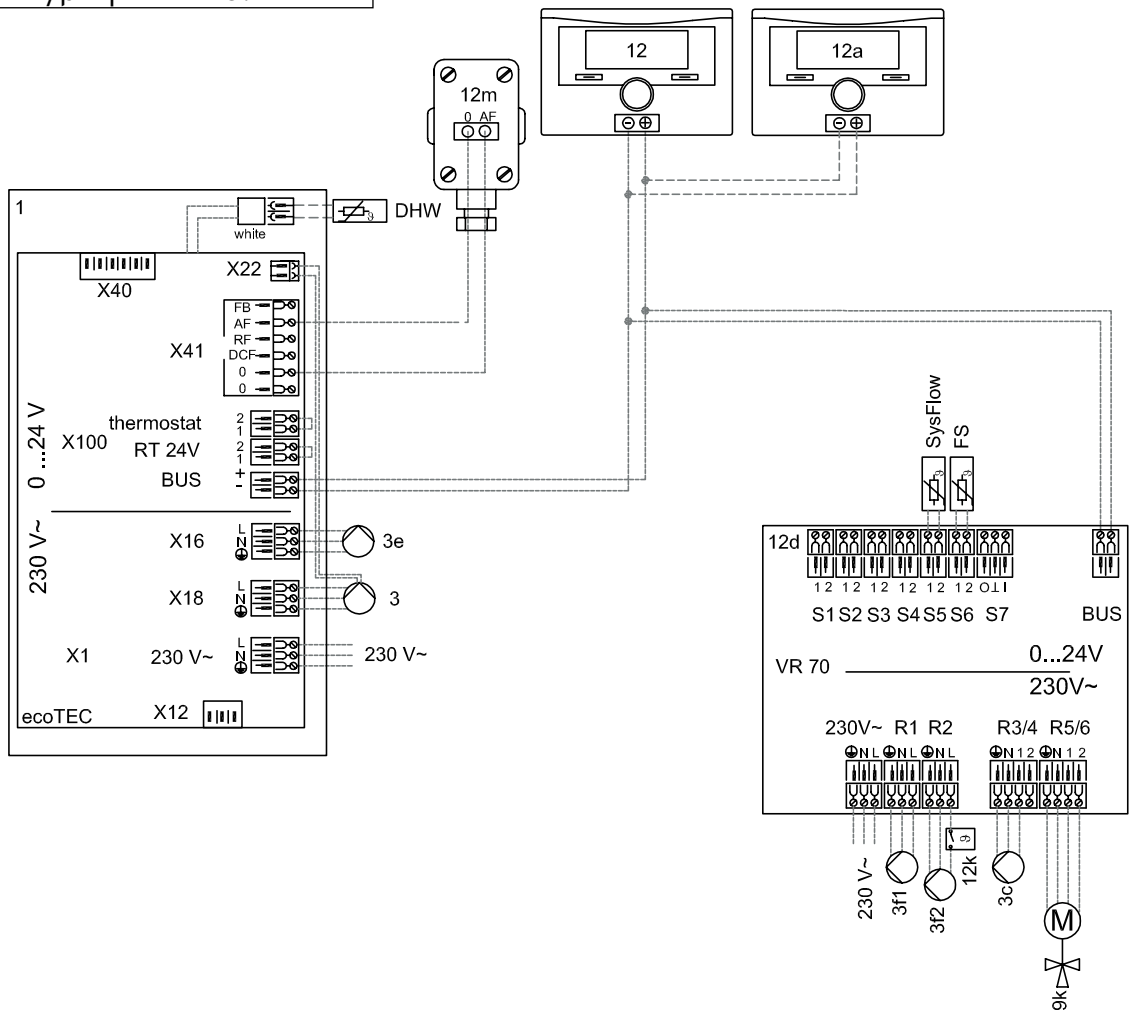 12
12a
12m
0 AF
1
white
DHW
X40
X22
FB
AF
RF
DCF
0
0
X41
0 ...24 V
230 V~
X100
thermostat
2
1
RT 24V
2
1
BUS
+
-
X16
L
N
3e
X18
L
N
3
X1
230 V~
L
N
230 V~
ecoTEC
X12
SysFlow
FS
12d
1 2
1 2
1 2
1 2
1 2
1 2
O T I
S1 S2 S3 S4 S5 S6 S7
BUS
VR 70
0...24V
230V~
230V~ R1 R2 R3/4 R5/6
N L
N L
N L
N 1 2
N 1 2
230 V~
3f1
3f2
12k
3c
M
9k